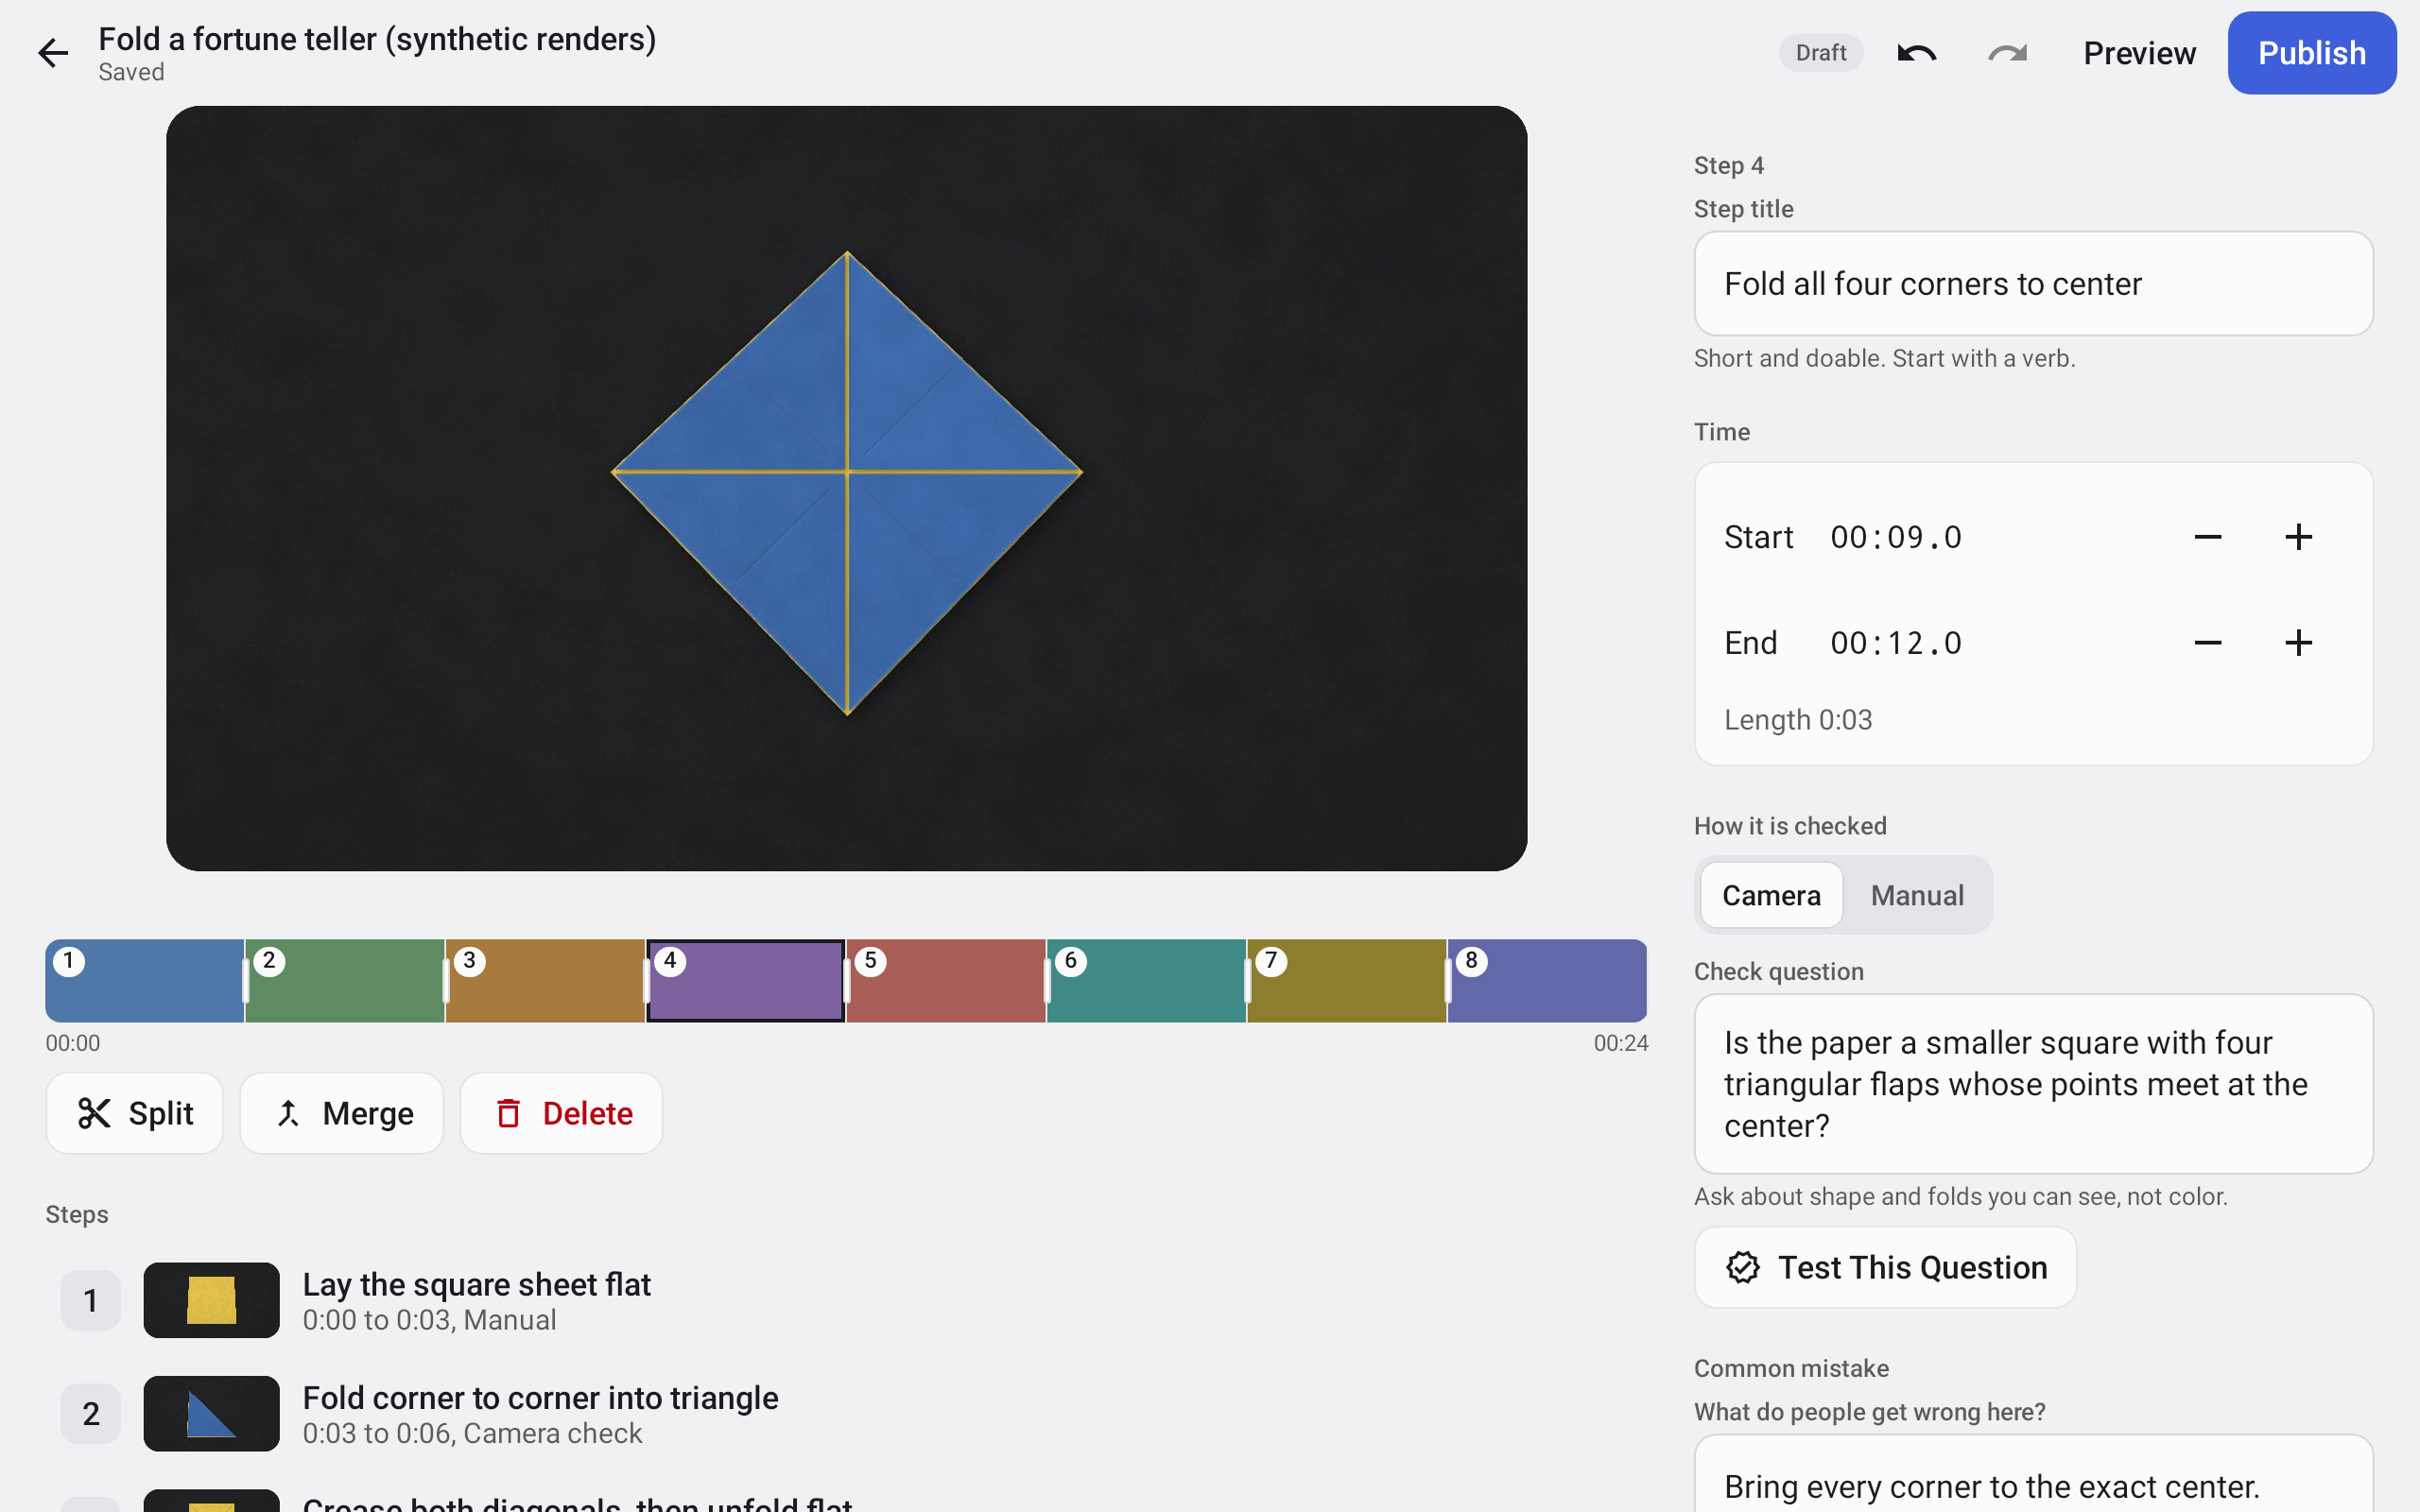 Fold a fortune teller (synthetic renders)
Saved
Draft
Preview
Publish
Step 4
Step title
Fold all four corners to center
Short and doable. Start with a verb.
Time
Start 00:09.0
End 00:12.0
Length 0:03
How it is checked
Camera Manual
Check question
Is the paper a smaller square with four
triangular flaps whose points meet at the
center?
Ask about shape and folds you can see, not color.
Test This Question
Common mistake
What do people get wrong here?
Bring every corner to the exact center.
1 2 3 4 5 6 7 8
00:00 00:24
Split Merge Delete
Steps
1
Lay the square sheet flat
0:00 to 0:03, Manual
2
Fold corner to corner into triangle
0:03 to 0:06, Camera check
Crease both diagonals, then unfold flat